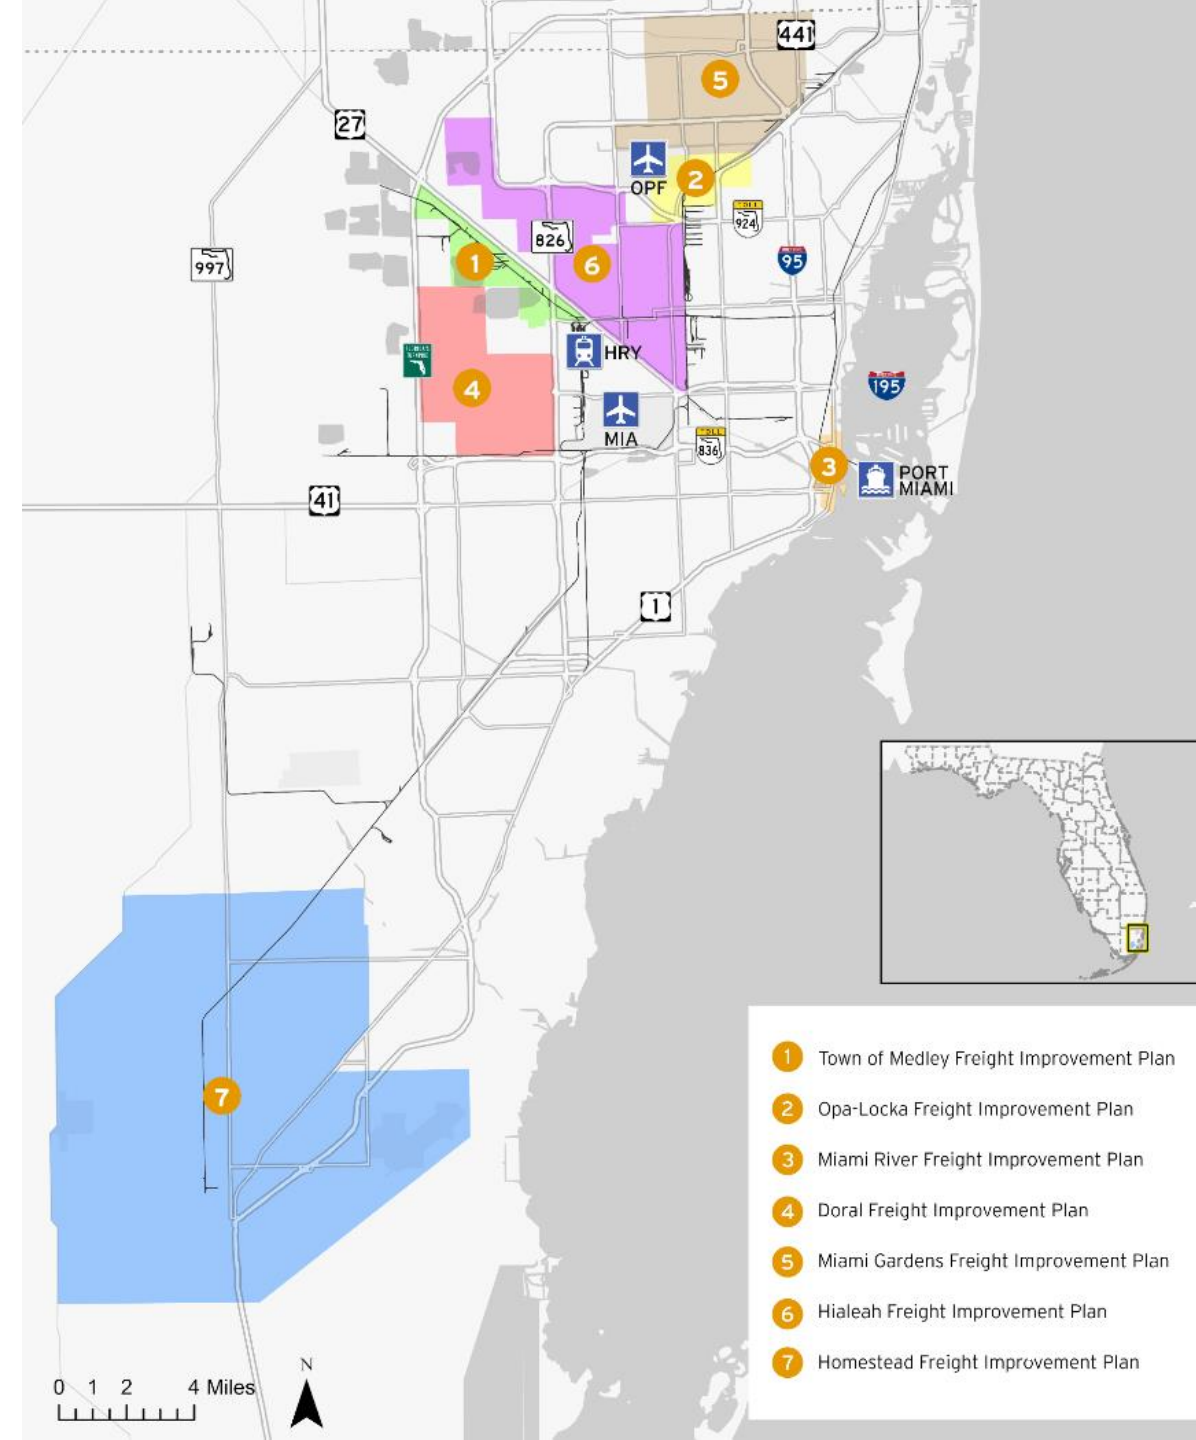 441
5
27
OPF
2
TOLL
924
826
997
95
1
6
HRY
195
4
MIA
TOLL
836
3
PORT
MIAMI
41
1
7
1 Town of Medley Freight Improvement Plan
2 Opa-Locka Freight Improvement Plan
3 Miami River Freight Improvement Plan
4 Doral Freight Improvement Plan
5 Miami Gardens Freight Improvement Plan
6 Hialeah Freight Improvement Plan
7 Homestead Freight Improvement Plan
N
0 1 2 4 Miles